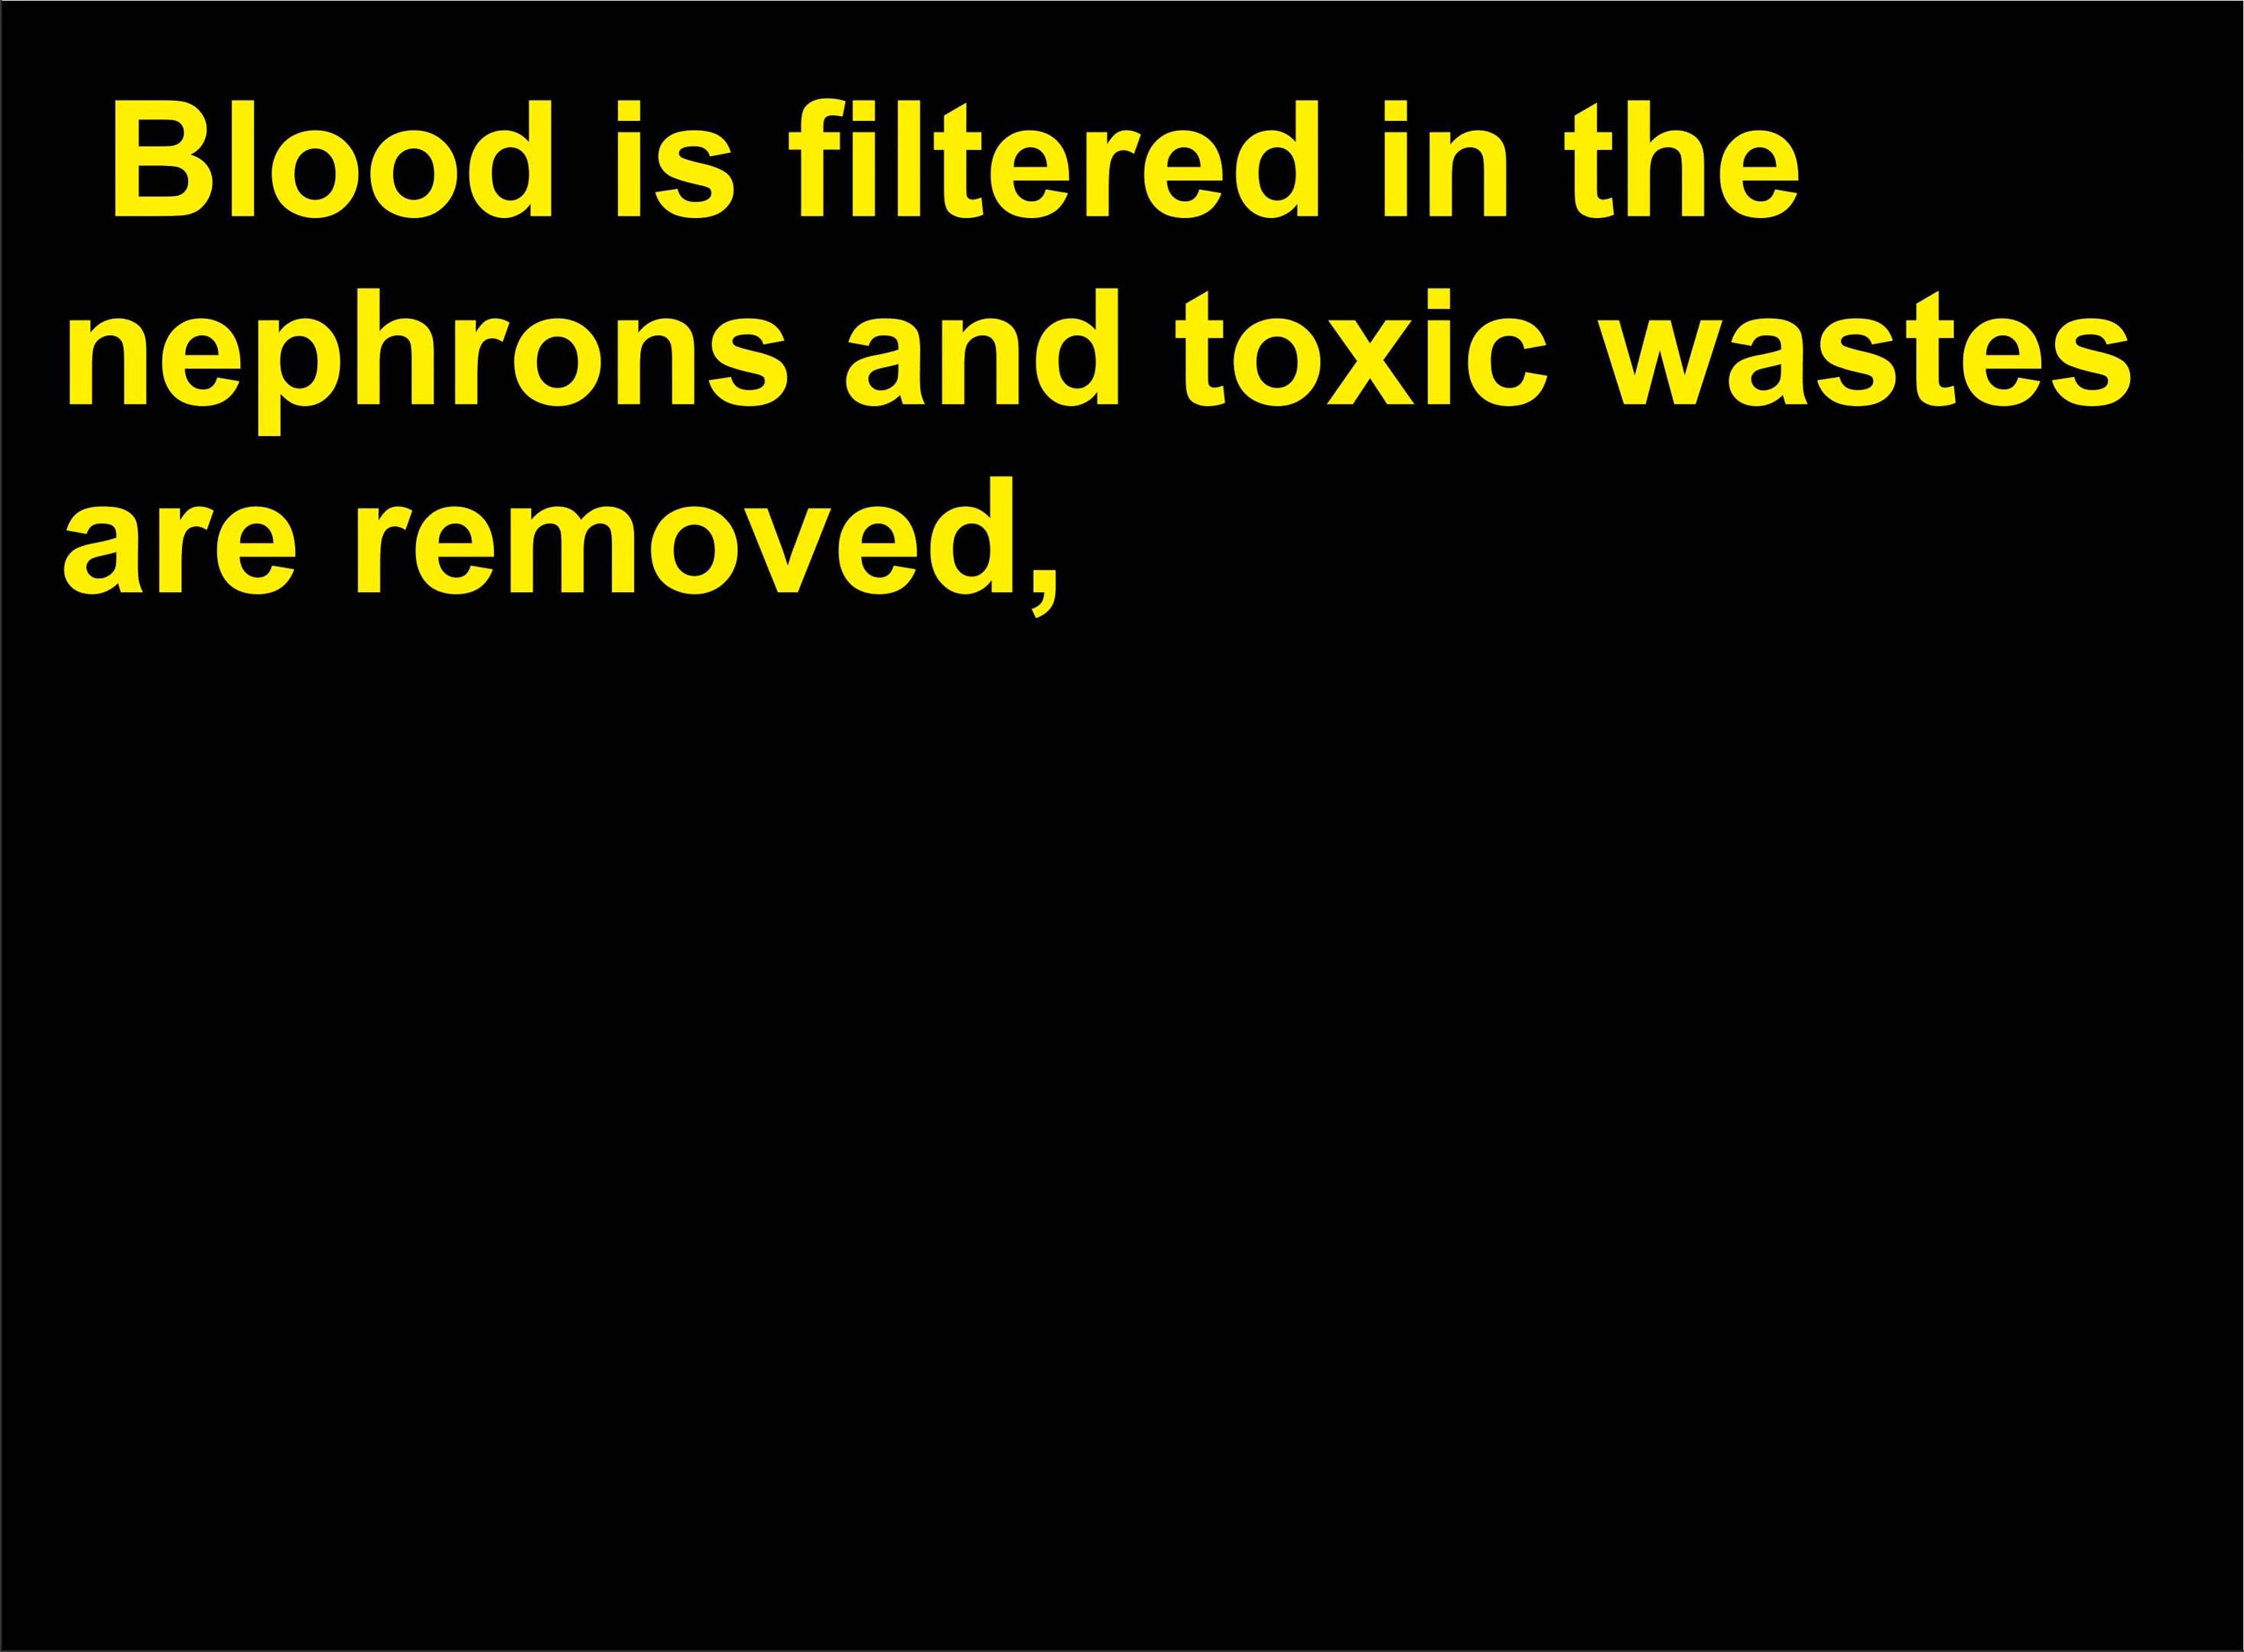 Blood is filtered in the
nephrons and toxic wastes
are removed,